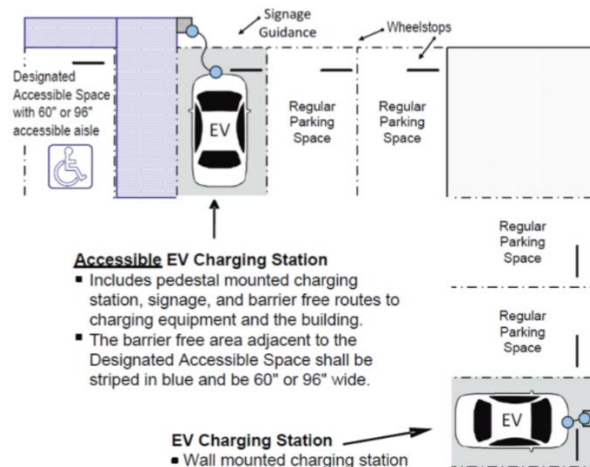 Signage
Guidance
Wheelstops
Designated
Accessible Space
with 60" or 96"
accessible aisle
EV
Regular
Parking
Space
Regular
Parking
Space
Accessible EV Charging Station
▪ Includes pedestal mounted charging
station, signage, and barrier free routes to
charging equipment and the building.
▪ The barrier free area adjacent to the
Designated Accessible Space shall be
striped in blue and be 60" or 96" wide.
Regular
Parking
Space
Regular
Parking
Space
EV
EV Charging Station
▪ Wall mounted charging station